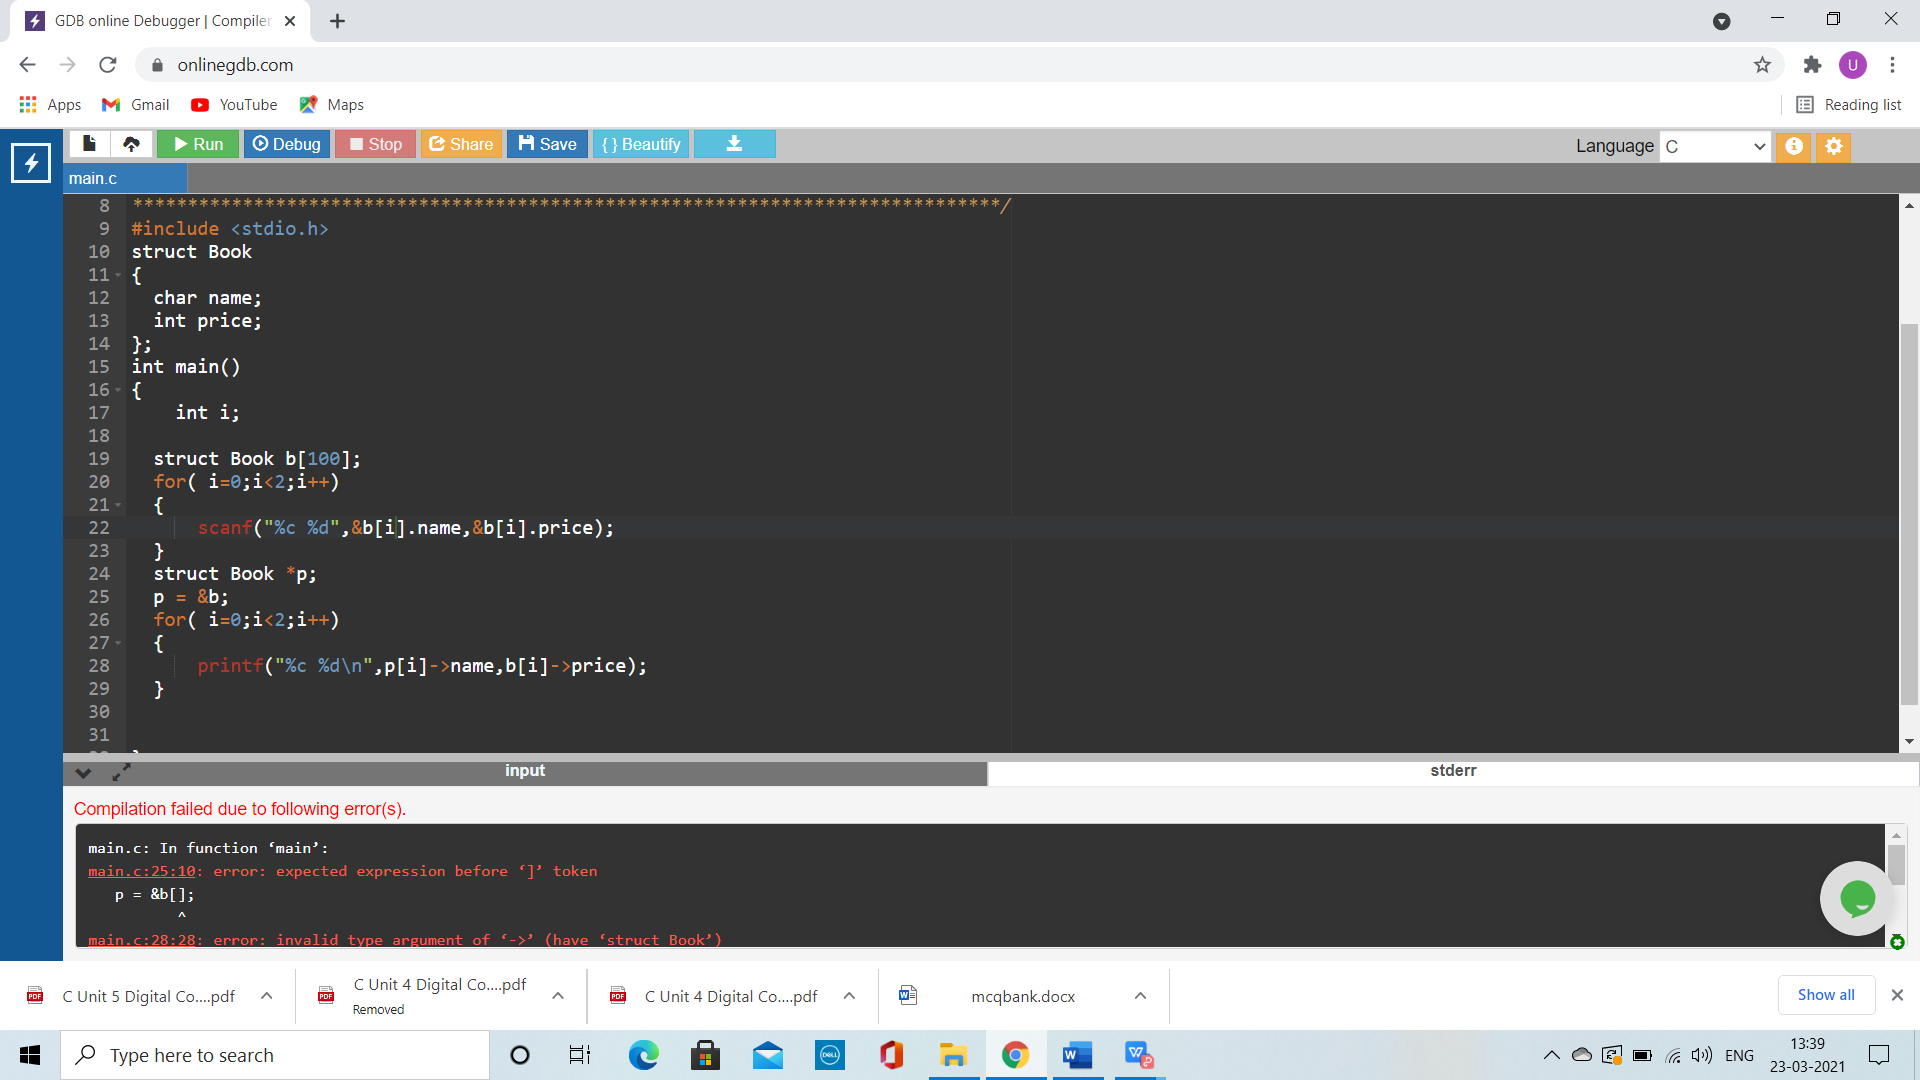 GDB online Debugger | Compiler
onlinegdb.com
U
Apps Gmail YouTube Maps Reading list
Run Debug Stop Share Save { } Beautify Language C
main.c
8 ********************************************************************************/
9 #include <stdio.h>
10 struct Book
11 {
12 char name;
13 int price;
14 };
15 int main()
16 {
17 int i;
18
19 struct Book b[100];
20 for( i=0;i<2;i++)
21 {
22 scanf("%c %d",&b[i].name,&b[i].price);
23 }
24 struct Book *p;
25 p = &b;
26 for( i=0;i<2;i++)
27 {
28 printf("%c %d\n",p[i]->name,b[i]->price);
29 }
30
31
input stderr
Compilation failed due to following error(s).
main.c: In function ‘main’:
main.c:25:10: error: expected expression before ‘]’ token
p = &b[];
^
main.c:28:28: error: invalid type argument of ‘->’ (have ‘struct Book’)
C Unit 5 Digital Co....pdf
C Unit 4 Digital Co....pdf
Removed
C Unit 4 Digital Co....pdf
mcqbank.docx
Show all
Type here to search
DELL
ENG
13:39
23-03-2021